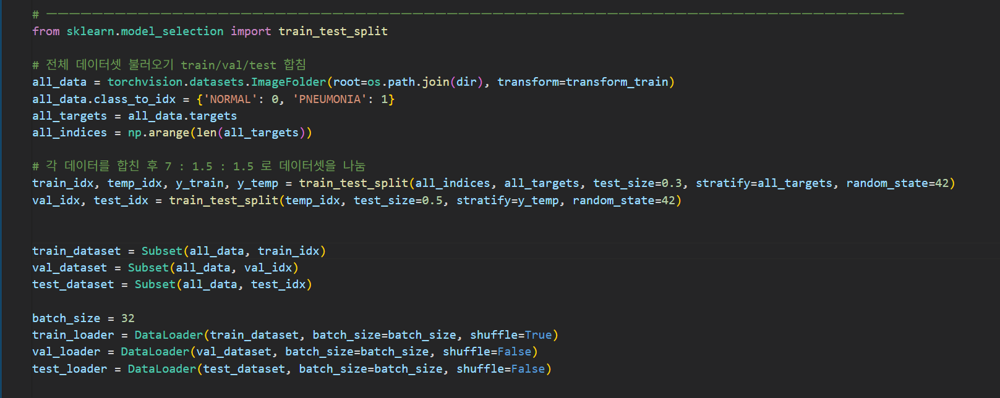 # ————————————————————————————————————————————————————————————————————————
from sklearn.model_selection import train_test_split
# 전체 데이터셋 불러오기 train/val/test 합침
all_data = torchvision.datasets.ImageFolder(root=os.path.join(dir), transform=transform_train)
all_data.class_to_idx = {'NORMAL': 0, 'PNEUMONIA': 1}
all_targets = all_data.targets
all_indices = np.arange(len(all_targets))
# 각 데이터를 합친 후 7 : 1.5 : 1.5 로 데이터셋을 나눔
train_idx, temp_idx, y_train, y_temp = train_test_split(all_indices, all_targets, test_size=0.3, stratify=all_targets, random_state=42)
val_idx, test_idx = train_test_split(temp_idx, test_size=0.5, stratify=y_temp, random_state=42)
train_dataset = Subset(all_data, train_idx)
val_dataset = Subset(all_data, val_idx)
test_dataset = Subset(all_data, test_idx)
batch_size = 32
train_loader = DataLoader(train_dataset, batch_size=batch_size, shuffle=True)
val_loader = DataLoader(val_dataset, batch_size=batch_size, shuffle=False)
test_loader = DataLoader(test_dataset, batch_size=batch_size, shuffle=False)